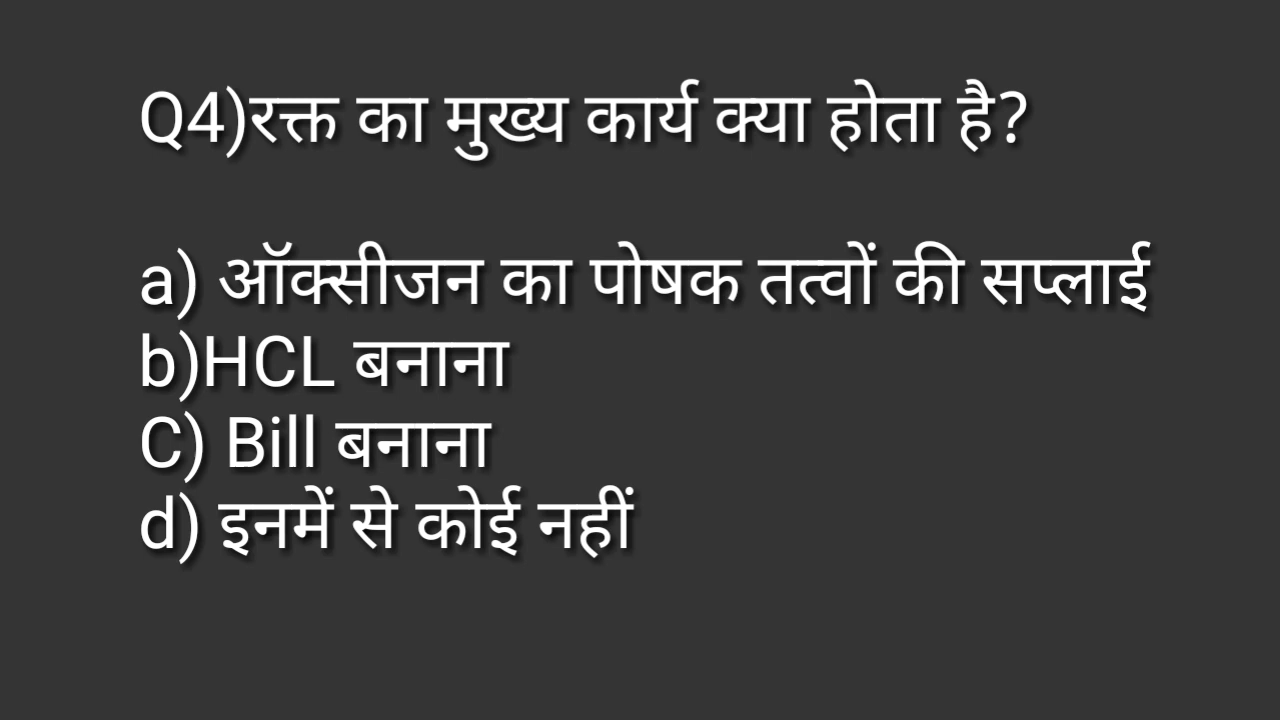 Q4)रक्त का मुख्य कार्य क्या होता है?
a) ऑक्सीजन का पोषक तत्वों की सप्लाई
b)HCL बनाना
C) Bill बनाना
d) इनमें से कोई नहीं